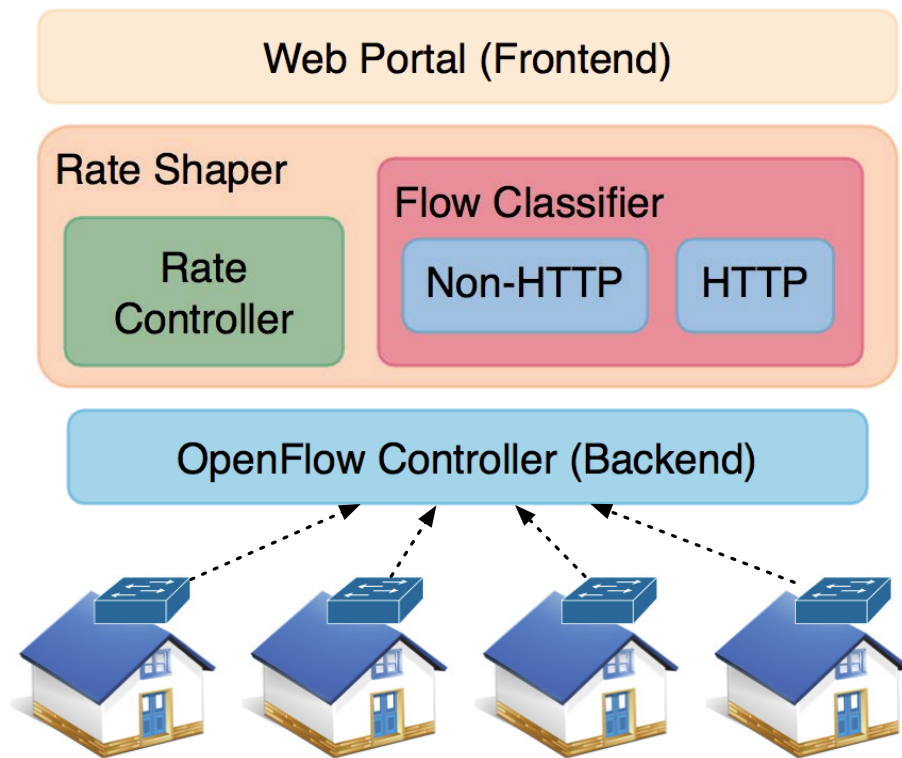 Web Portal (Frontend)
Rate Shaper
Flow Classifier
Rate
Controller
Non-HTTP
HTTP
OpenFlow Controller (Backend)